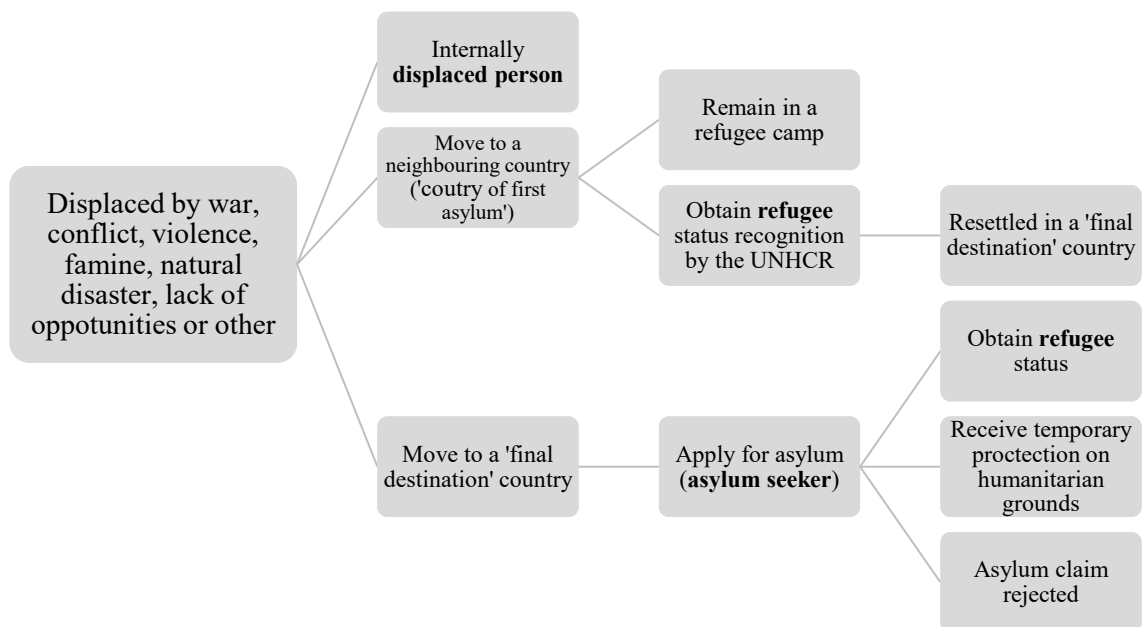 Displaced by war,
conflict, violence,
famine, natural
disaster, lack of
oppotunities or other
Internally
displaced person
Move to a
neighbouring country
('coutry of first
asylum')
Remain in a
refugee camp
Obtain refugee
status recognition
by the UNHCR
Resettled in a 'final
destination' country
Move to a 'final
destination' country
Apply for asylum
(asylum seeker)
Obtain refugee
status
Receive temporary
proctection on
humanitarian
grounds
Asylum claim
rejected